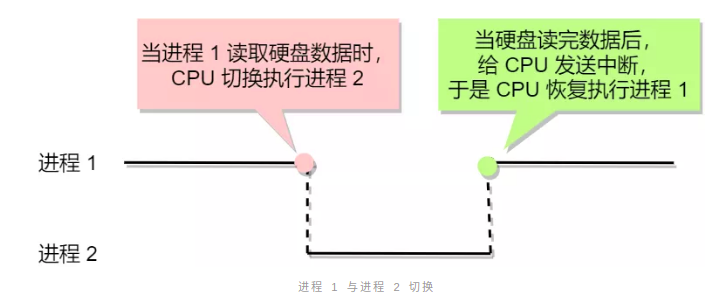 当进程 1 读取硬盘数据时，
CPU 切换执行进程 2
当硬盘读完数据后，
给 CPU 发送中断，
于是 CPU 恢复执行进程 1
进程 1
进程 2
进程 1 与进程 2 切换